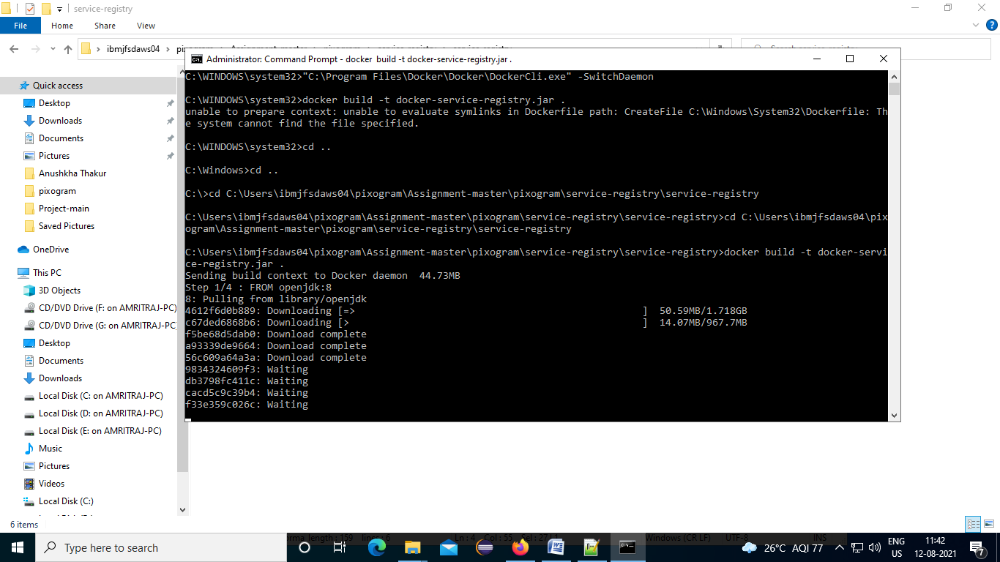 service-registry
File Home Share View
ibmjfsdaws04
Administrator: Command Prompt - docker build -t docker-service-registry.jar .
C:\WINDOWS\system32>"C:\Program Files\Docker\Docker\DockerCli.exe" -SwitchDaemon
C:\WINDOWS\system32>docker build -t docker-service-registry.jar .
unable to prepare context: unable to evaluate symlinks in Dockerfile path: CreateFile C:\Windows\System32\Dockerfile: Th
e system cannot find the file specified.
C:\WINDOWS\system32>cd ..
C:\Windows>cd ..
C:\>cd C:\Users\ibmjfsdaws04\pixogram\Assignment-master\pixogram\service-registry\service-registry
C:\Users\ibmjfsdaws04\pixogram\Assignment-master\pixogram\service-registry\service-registry>cd C:\Users\ibmjfsdaws04\pix
ogram\Assignment-master\pixogram\service-registry\service-registry
C:\Users\ibmjfsdaws04\pixogram\Assignment-master\pixogram\service-registry\service-registry>docker build -t docker-servi
ce-registry.jar .
Sending build context to Docker daemon 44.73MB
Step 1/4 : FROM openjdk:8
8: Pulling from library/openjdk
4612f6d0b889: Downloading [=> ] 50.59MB/1.718GB
c67ded6868b6: Downloading [> ] 14.07MB/967.7MB
f5be68d5dab0: Download complete
a93339de9664: Download complete
56c609a64a3a: Download complete
9834324609f3: Waiting
db3798fc411c: Waiting
cacd5c9c39b4: Waiting
f33e359c026c: Waiting
Quick access
Desktop
Downloads
Documents
Pictures
Anushkha Thakur
pixogram
Project-main
Saved Pictures
OneDrive
This PC
3D Objects
CD/DVD Drive (F: on AMRITRAJ-PC)
CD/DVD Drive (G: on AMRITRAJ-PC)
Desktop
Documents
Downloads
Local Disk (C: on AMRITRAJ-PC)
Local Disk (D: on AMRITRAJ-PC)
Local Disk (E: on AMRITRAJ-PC)
Music
Pictures
Videos
Local Disk (C:)
6 items
Type here to search
26°C AQI 77
ENG
US
11:42
12-08-2021
7